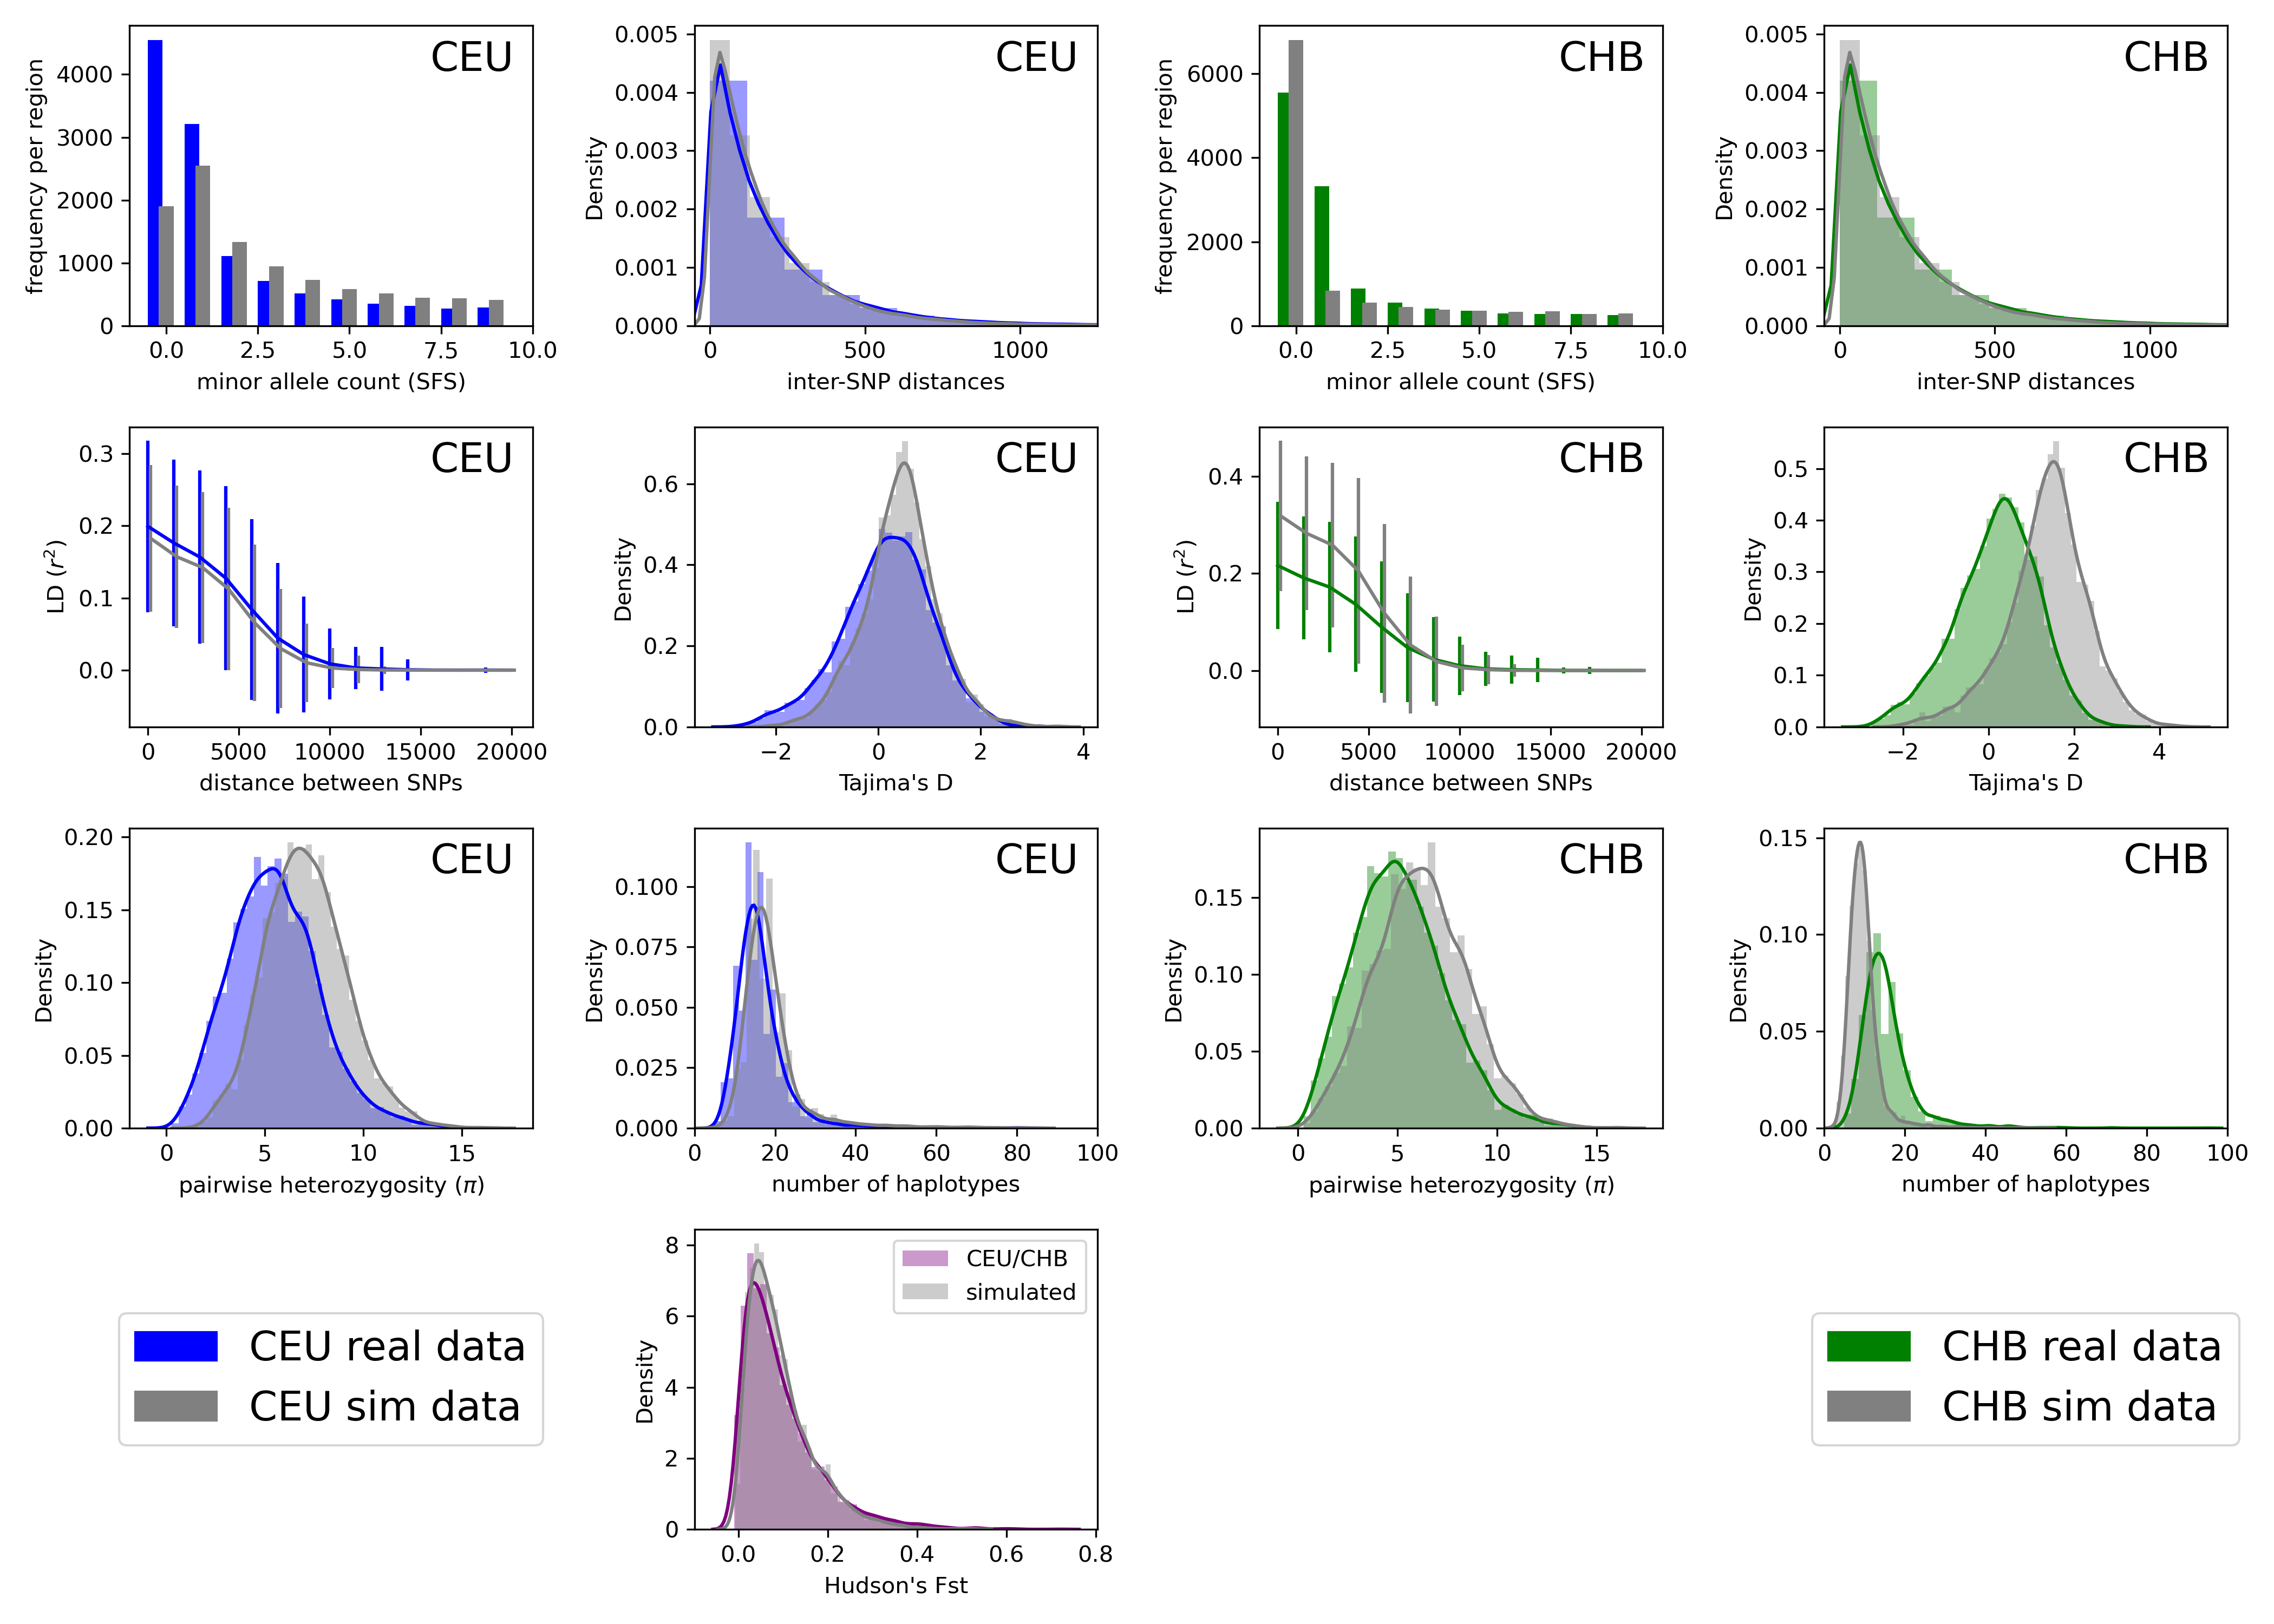 CEU
frequency per region
4000
3000
2000
1000
0
0.0 2.5 5.0 7.5 10.0
minor allele count (SFS)
CEU
Density
0.005
0.004
0.003
0.002
0.001
0.000
0 500 1000
inter-SNP distances
CHB
frequency per region
6000
4000
2000
0
0.0 2.5 5.0 7.5 10.0
minor allele count (SFS)
CHB
Density
0.005
0.004
0.003
0.002
0.001
0.000
0 500 1000
inter-SNP distances
CEU
LD (r²)
0.3
0.2
0.1
0.0
0 5000 10000 15000 20000
distance between SNPs
CEU
Density
0.6
0.4
0.2
0.0
−2 0 2 4
Tajima's D
CHB
LD (r²)
0.4
0.2
0.0
0 5000 10000 15000 20000
distance between SNPs
CHB
Density
0.5
0.4
0.3
0.2
0.1
0.0
−2 0 2 4
Tajima's D
CEU
Density
0.20
0.15
0.10
0.05
0.00
0 5 10 15
pairwise heterozygosity (π)
CEU
Density
0.100
0.075
0.050
0.025
0.000
0 20 40 60 80 100
number of haplotypes
CHB
Density
0.15
0.10
0.05
0.00
0 5 10 15
pairwise heterozygosity (π)
CHB
Density
0.15
0.10
0.05
0.00
0 20 40 60 80 100
number of haplotypes
CEU real data
CEU sim data
Density
8
6
4
2
0
CEU/CHB
simulated
0.0 0.2 0.4 0.6 0.8
Hudson's Fst
CHB real data
CHB sim data